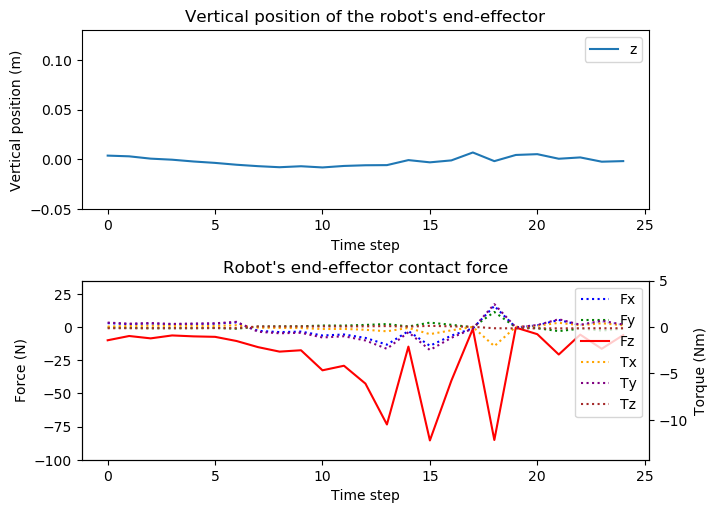 Vertical position of the robot's end-effector
Vertical position (m)
0.10
0.05
0.00
−0.05
z
0 5 10 15 20 25
Time step
Robot's end-effector contact force
Force (N)
25
0
−25
−50
−75
−100
Fx
Fy
Fz
Tx
Ty
Tz
5
0
−5
−10
Torque (Nm)
0 5 10 15 20 25
Time step